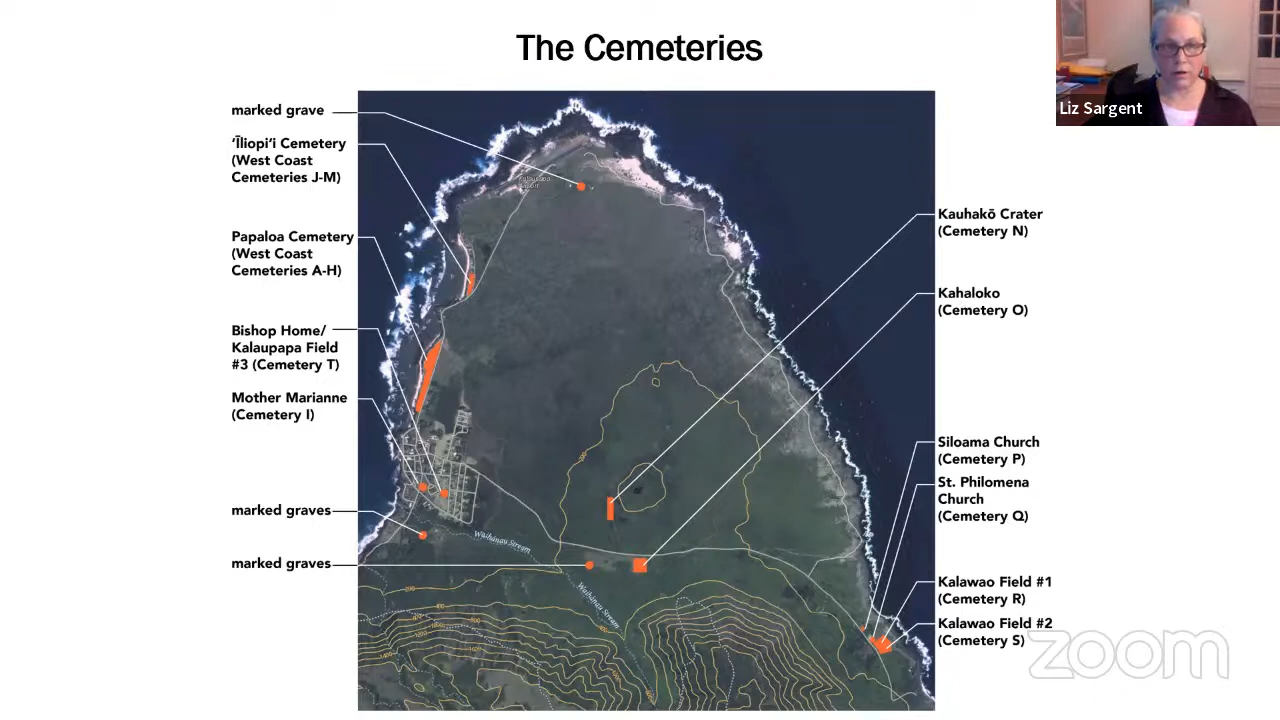 The Cemeteries
Liz Sargent
marked grave
ʻĪliopiʻi Cemetery
(West Coast
Cemeteries J-M)
Papaloa Cemetery
(West Coast
Cemeteries A-H)
Bishop Home/
Kalaupapa Field
#3 (Cemetery T)
Mother Marianne
(Cemetery I)
marked graves
marked graves
Kauhakō Crater
(Cemetery N)
Kahaloko
(Cemetery O)
Siloama Church
(Cemetery P)
St. Philomena
Church
(Cemetery Q)
Kalawao Field #1
(Cemetery R)
Kalawao Field #2
(Cemetery S)
Waihānau Stream
Waihānau Stream
zoom